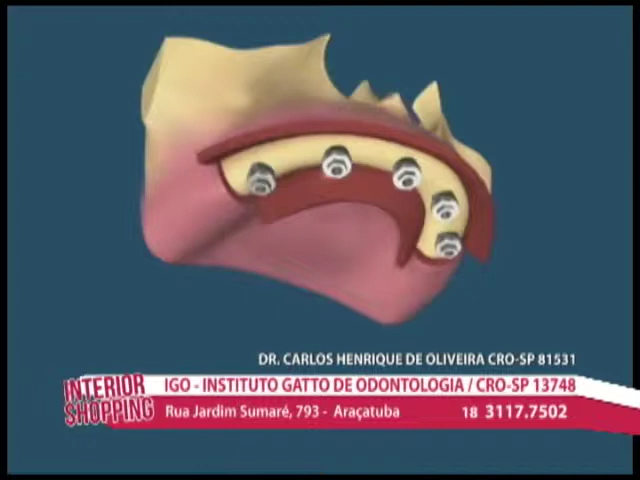 DR. CARLOS HENRIQUE DE OLIVEIRA CRO-SP 81531
INTERIOR SHOPPING
IGO - INSTITUTO GATTO DE ODONTOLOGIA / CRO-SP 13748
Rua Jardim Sumaré, 793 - Araçatuba 18 3117.7502